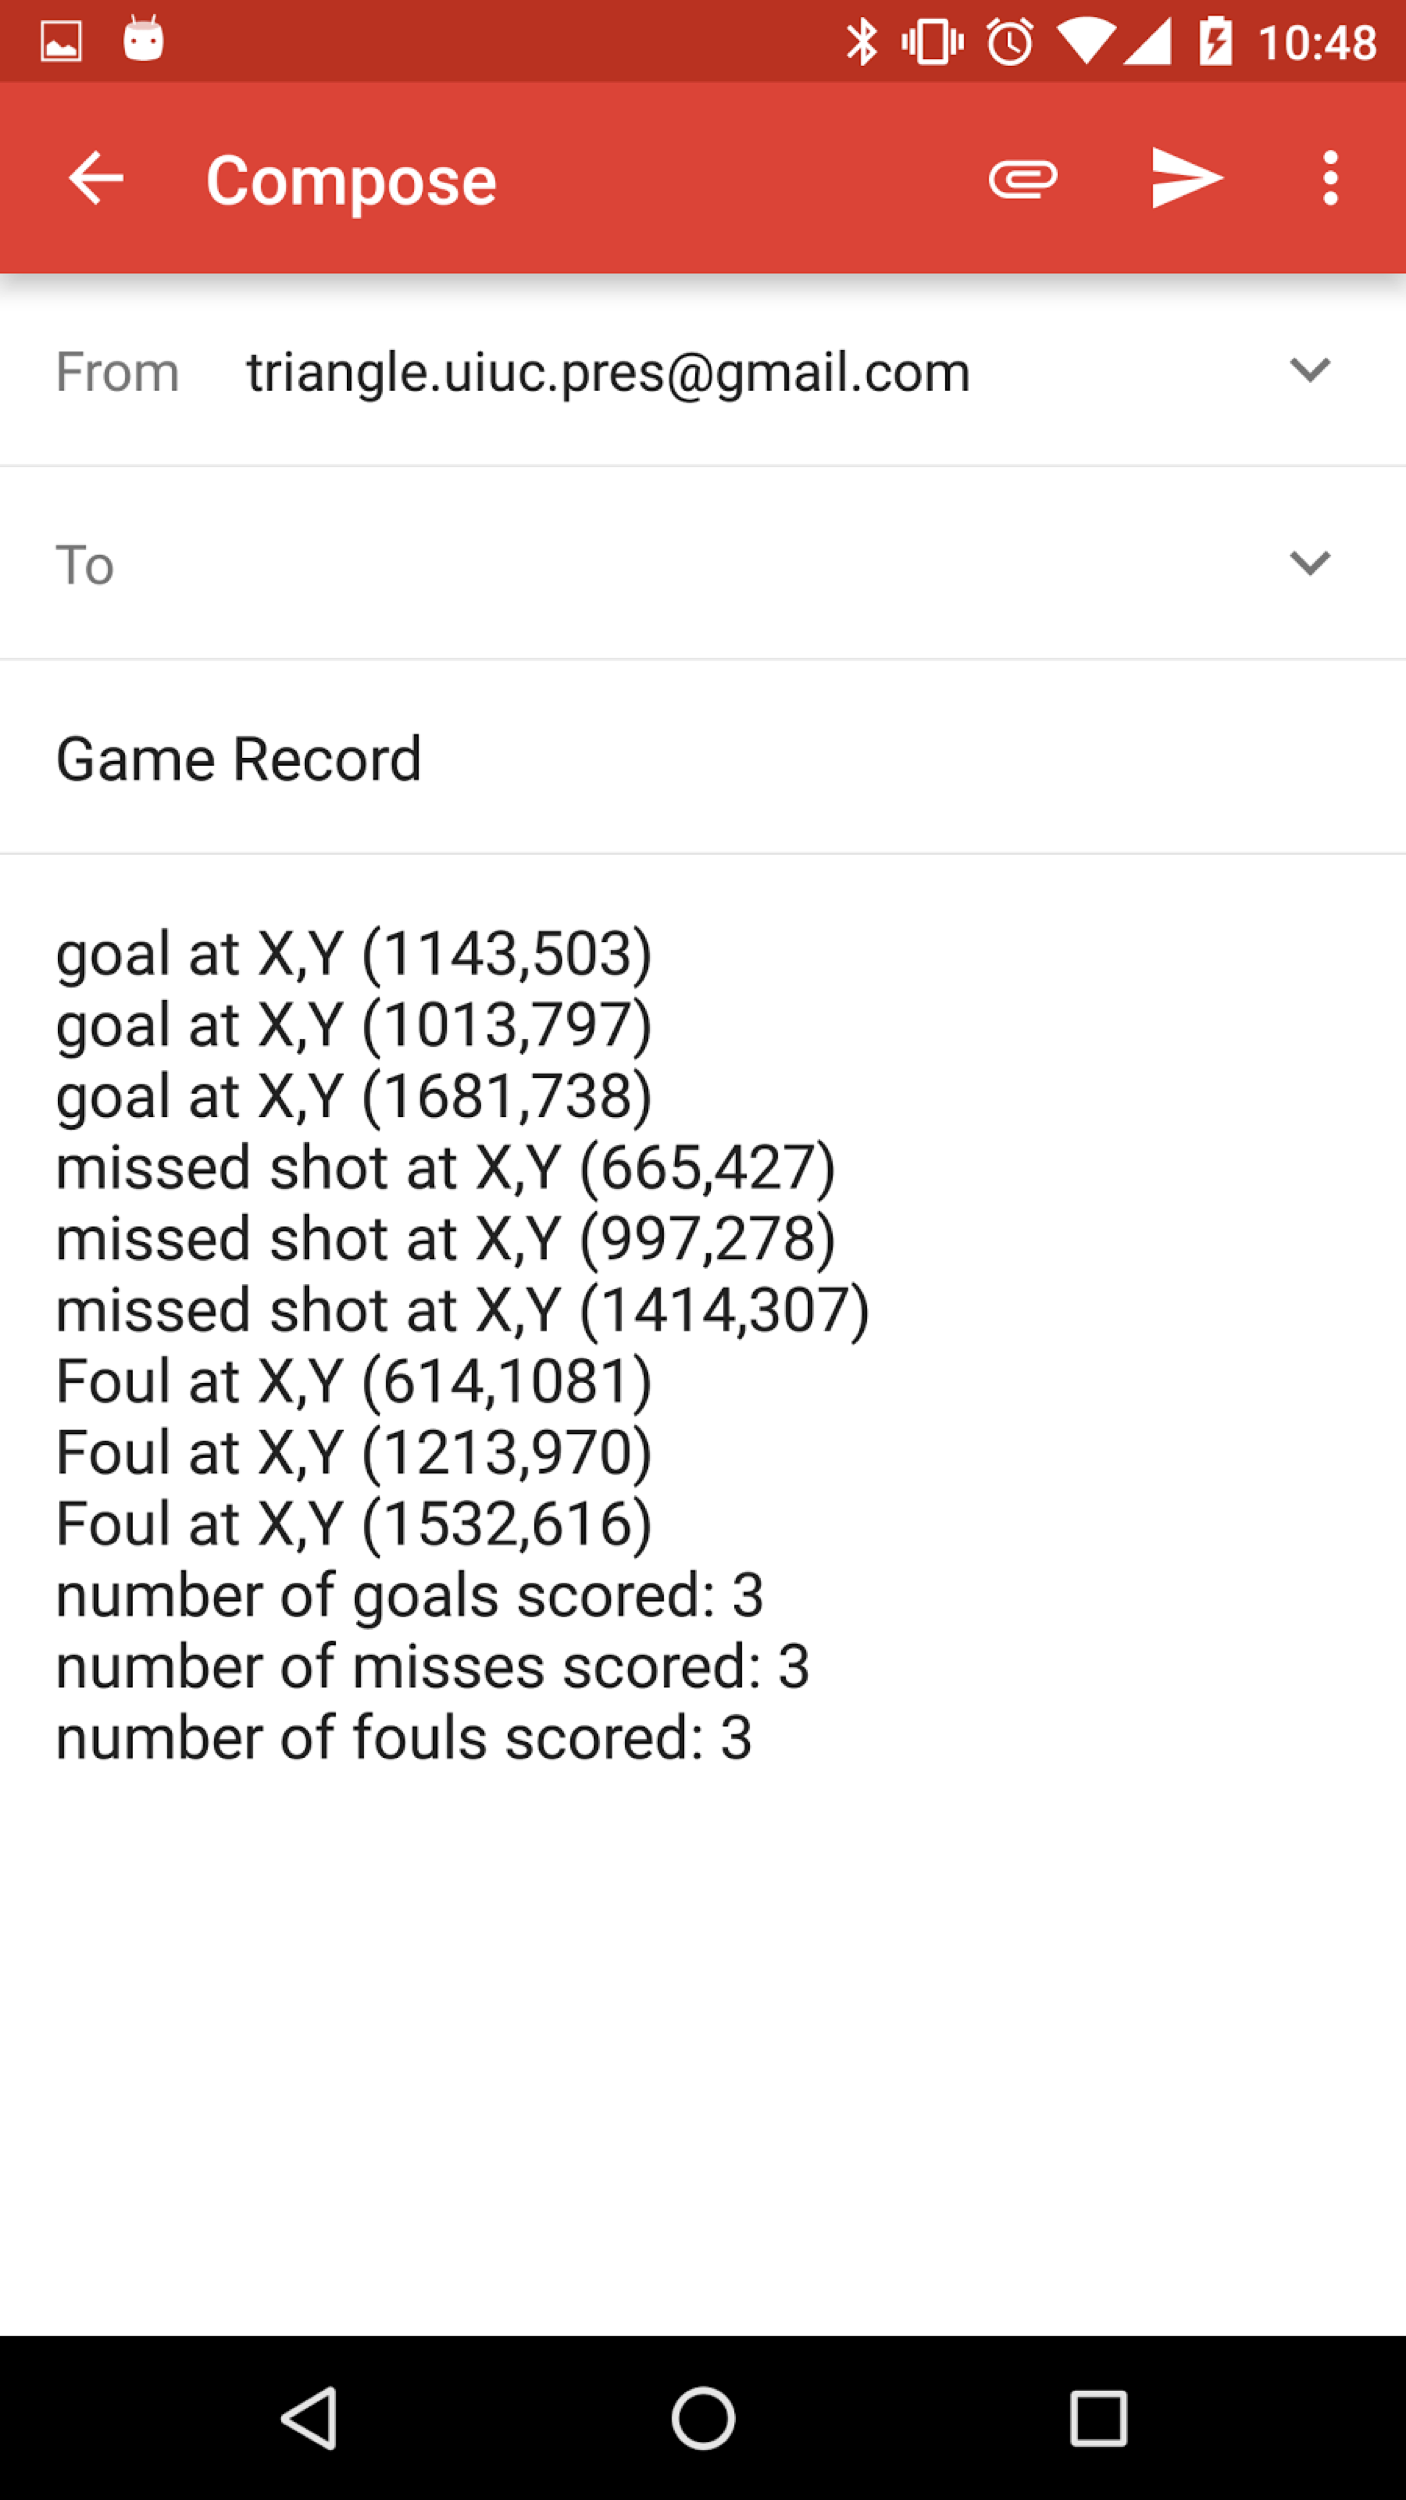 10:48
Compose
From triangle.uiuc.pres@gmail.com
To
Game Record
goal at X,Y (1143,503)
goal at X,Y (1013,797)
goal at X,Y (1681,738)
missed shot at X,Y (665,427)
missed shot at X,Y (997,278)
missed shot at X,Y (1414,307)
Foul at X,Y (614,1081)
Foul at X,Y (1213,970)
Foul at X,Y (1532,616)
number of goals scored: 3
number of misses scored: 3
number of fouls scored: 3